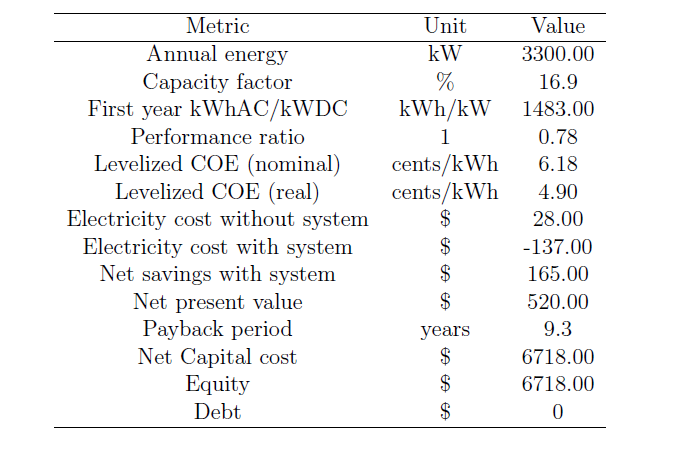 Metric Unit Value
Annual energy kW 3300.00
Capacity factor % 16.9
First year kWhAC/kWDC kWh/kW 1483.00
Performance ratio 1 0.78
Levelized COE (nominal) cents/kWh 6.18
Levelized COE (real) cents/kWh 4.90
Electricity cost without system $ 28.00
Electricity cost with system $ -137.00
Net savings with system $ 165.00
Net present value $ 520.00
Payback period years 9.3
Net Capital cost $ 6718.00
Equity $ 6718.00
Debt $ 0